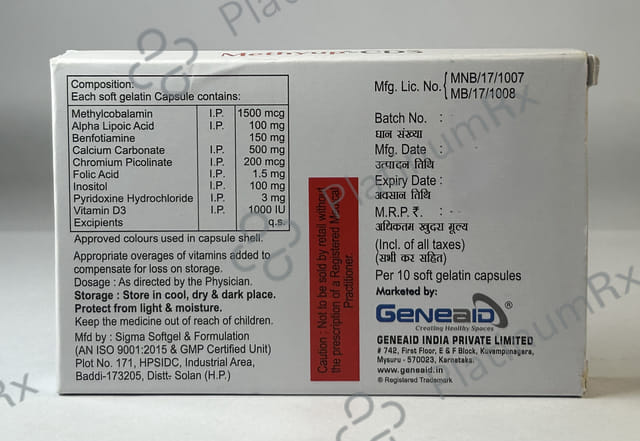 Methyup-CD3
Composition:
Each soft gelatin Capsule contains:
Methylcobalamin I.P. 1500 mcg
Alpha Lipoic Acid I.P. 100 mg
Benfotiamine 150 mg
Calcium Carbonate I.P. 500 mg
Chromium Picolinate I.P. 200 mcg
Folic Acid I.P. 1.5 mg
Inositol I.P. 100 mg
Pyridoxine Hydrochloride I.P. 3 mg
Vitamin D3 I.P. 1000 IU
Excipients q.s.
Approved colours used in capsule shell.
Appropriate overages of vitamins added to
compensate for loss on storage.
Dosage : As directed by the Physician.
Storage : Store in cool, dry & dark place.
Protect from light & moisture.
Keep the medicine out of reach of children.
Mfd by : Sigma Softgel & Formulation
(AN ISO 9001:2015 & GMP Certified Unit)
Plot No. 171, HPSIDC, Industrial Area,
Baddi-173205, Distt- Solan (H.P.)
Caution : Not to be sold by retail without
the prescription of a Registered Medical
Practitioner.
Mfg. Lic. No. { MNB/17/1007
MB/17/1008
Batch No. :
घान संख्या
Mfg. Date :
उत्पादन तिथि
Expiry Date :
अवसान तिथि
M.R.P. ₹. :
अधिकतम खुदरा मूल्य
(Incl. of all taxes)
(सभी कर सहित)
Per 10 soft gelatin capsules
Marketed by:
Geneaid ®
Creating Healthy Spaces
GENEAID INDIA PRIVATE LIMITED
# 742, First Floor, E & F Block, Kuvampunagara,
Mysuru - 570023, Karnataka.
www.geneaid.in
® Registered Trademark
PlatinumRx
PlatinumRx
PlatinumRx